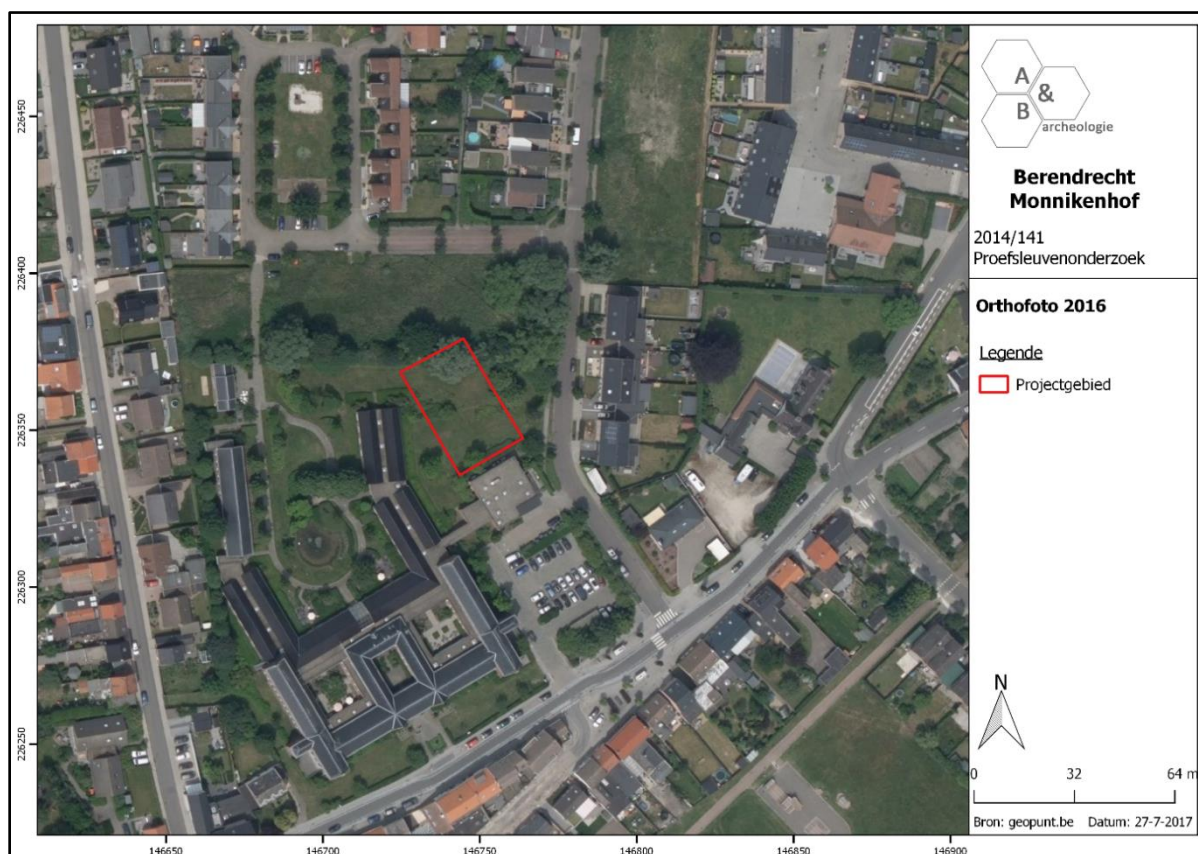 226450
226400
226350
226300
226250
146650
146700
146750
146800
146850
146900
A
&
B
archeologie
Berendrecht
Monnikenhof
2014/141
Proefsleuvenonderzoek
Orthofoto 2016
Legende
Projectgebied
N
0 32 64 m
Bron: geopunt.be Datum: 27-7-2017